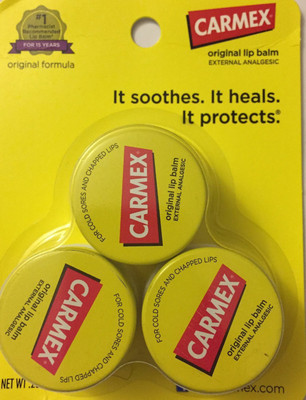 #1
Pharmacist
Recommended
Lip Balm
FOR 15 YEARS
original formula
CARMEX
original lip balm
EXTERNAL ANALGESIC
It soothes. It heals.
It protects.®
FOR COLD SORES AND CHAPPED LIPS
CARMEX
original lip balm
EXTERNAL ANALGESIC
original lip balm
EXTERNAL ANALGESIC
CARMEX
FOR COLD SORES AND CHAPPED LIPS
FOR COLD SORES AND CHAPPED LIPS
CARMEX
original lip balm
EXTERNAL ANALGESIC
NET WT
mex.com